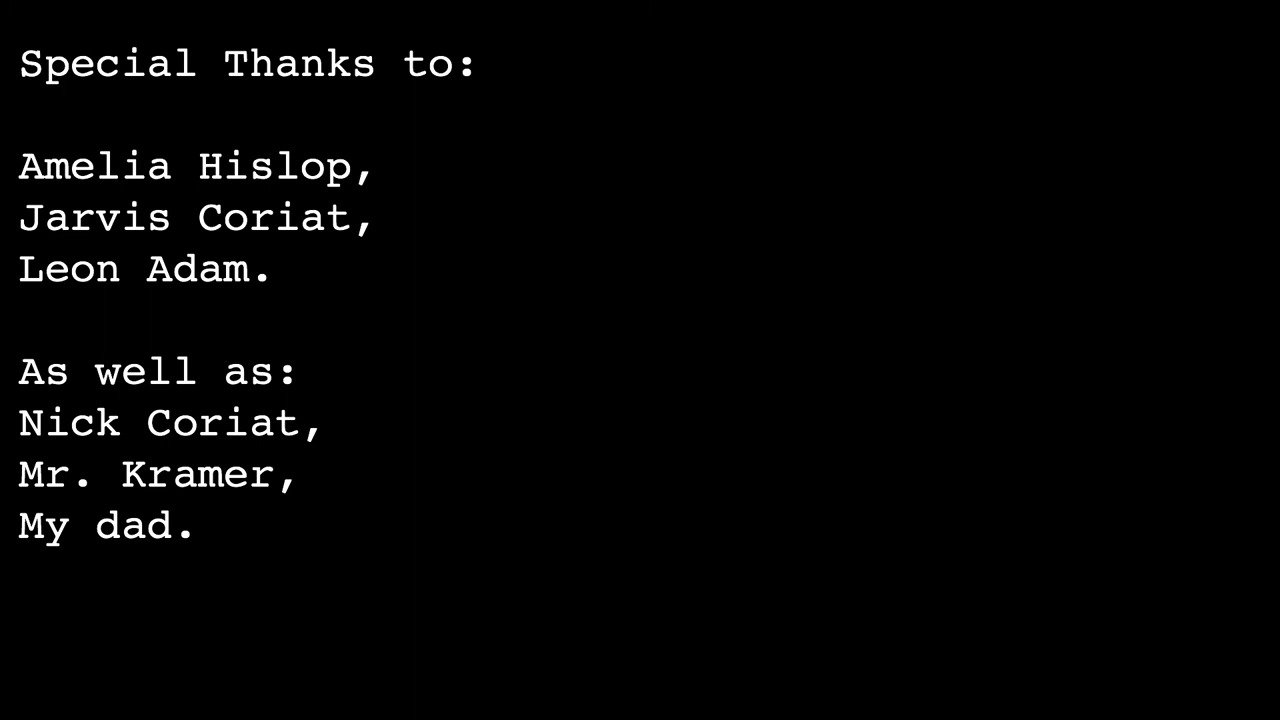 Special Thanks to:
Amelia Hislop,
Jarvis Coriat,
Leon Adam.
As well as:
Nick Coriat,
Mr. Kramer,
My dad.